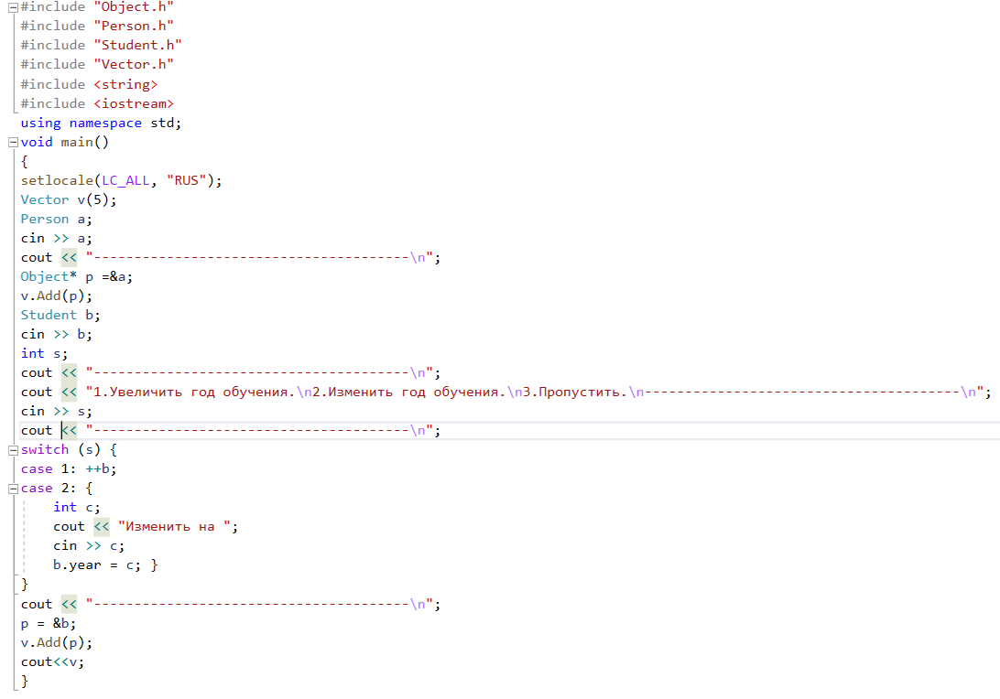 #include "Object.h"
#include "Person.h"
#include "Student.h"
#include "Vector.h"
#include <string>
#include <iostream>
using namespace std;
void main()
{
setlocale(LC_ALL, "RUS");
Vector v(5);
Person a;
cin >> a;
cout << "---------------------------------------\n";
Object* p =&a;
v.Add(p);
Student b;
cin >> b;
int s;
cout << "---------------------------------------\n";
cout << "1.Увеличить год обучения.\n2.Изменить год обучения.\n3.Пропустить.\n---------------------------------------\n";
cin >> s;
cout << "---------------------------------------\n";
switch (s) {
case 1: ++b;
case 2: {
    int c;
    cout << "Изменить на ";
    cin >> c;
    b.year = c; }
}
cout << "---------------------------------------\n";
p = &b;
v.Add(p);
cout<<v;
}